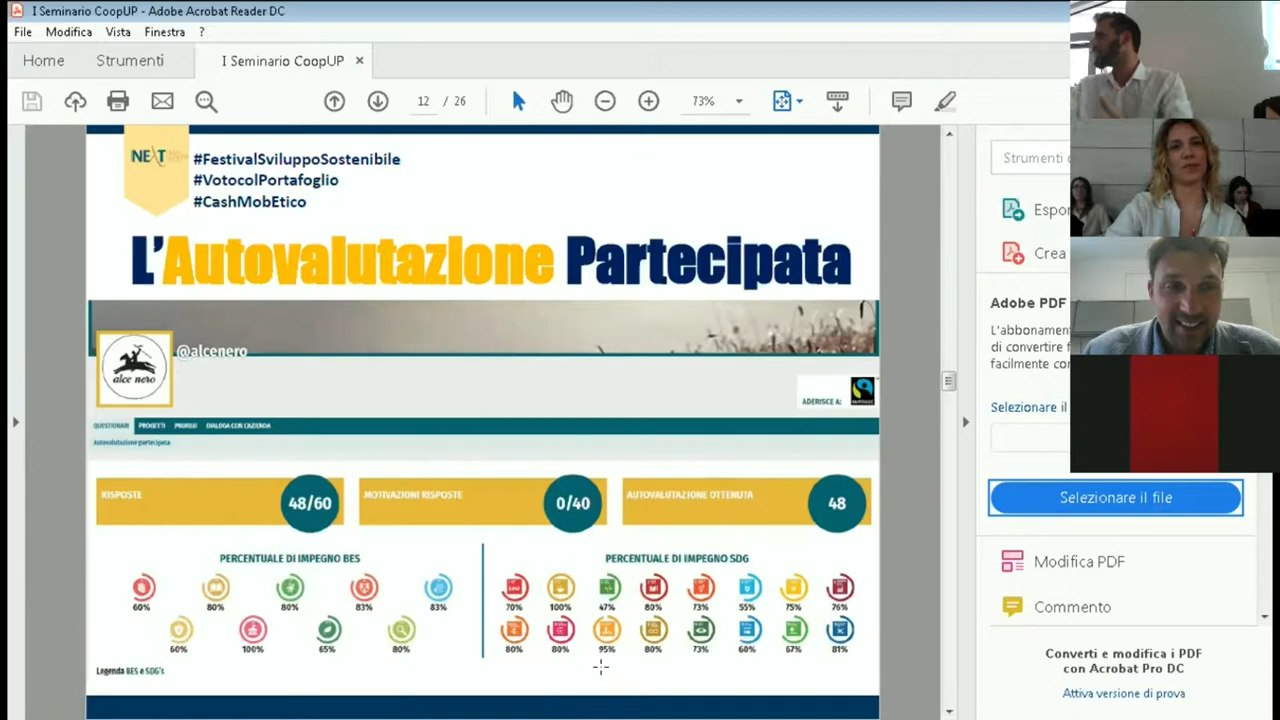 I Seminario CoopUP - Adobe Acrobat Reader DC
File Modifica Vista Finestra ?
Home Strumenti I Seminario CoopUP ×
12 / 26 73%
NEXT
#FestivalSviluppoSostenibile
#VotocolPortafoglio
#CashMobEtico
L'Autovalutazione Partecipata
@alcenero
alce nero
ADERISCE A:
QUESTIONARI PROGETTI PROFILO DIALOGA CON L'AZIENDA
Autovalutazione partecipata
RISPOSTE 48/60 MOTIVAZIONI RISPOSTE 0/40 AUTOVALUTAZIONE OTTENUTA 48
PERCENTUALE DI IMPEGNO BES
60% 80% 80% 83% 83%
60% 100% 65% 80%
PERCENTUALE DI IMPEGNO SDG
70% 100% 47% 80% 73% 55% 75% 76%
80% 80% 95% 80% 73% 60% 67% 81%
Legenda BES e SDG's
Strumenti
Crea
Adobe PDF
L'abbonamen
di convertire f
facilmente con
Selezionare il
Selezionare il file
Modifica PDF
Commento
Converti e modifica i PDF
con Acrobat Pro DC
Attiva versione di prova